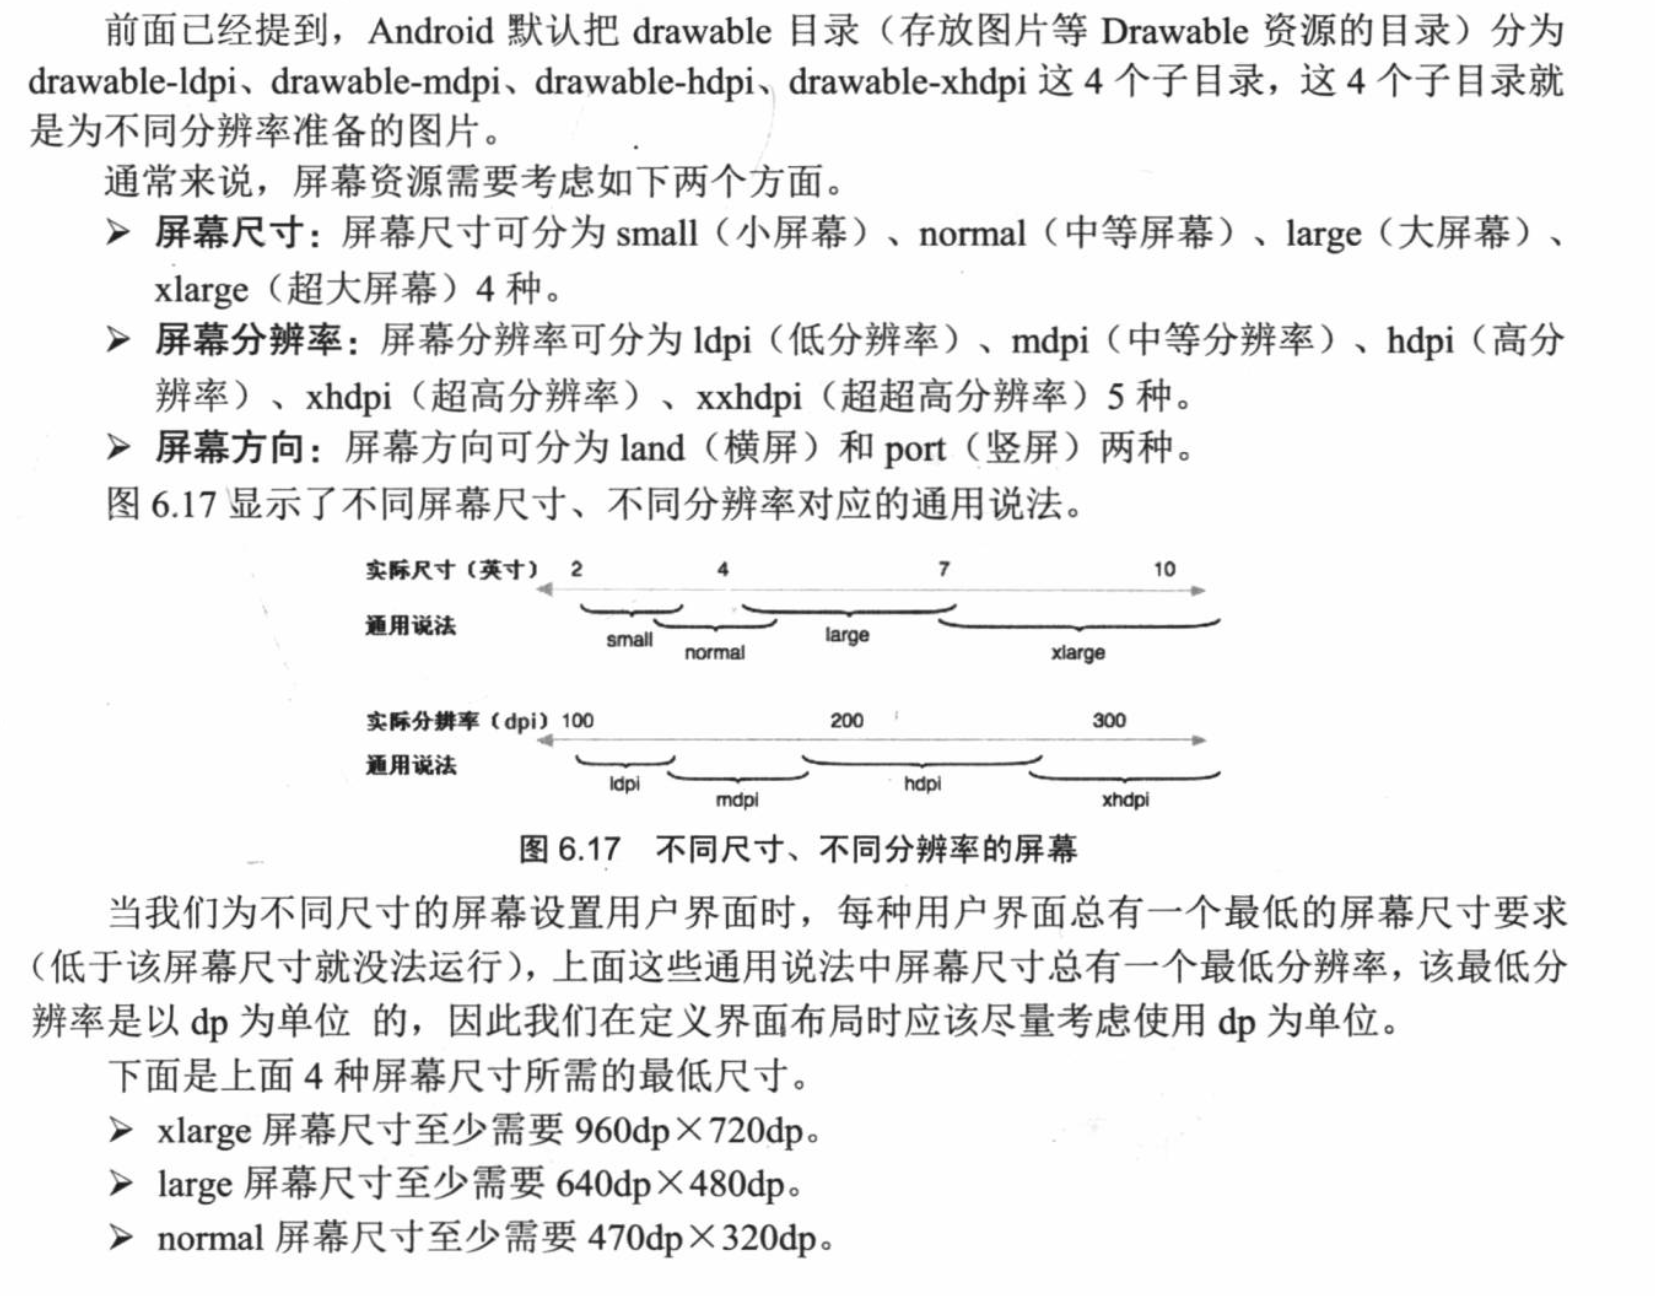 前面已经提到，Android 默认把 drawable 目录（存放图片等 Drawable 资源的目录）分为
drawable-ldpi、drawable-mdpi、drawable-hdpi、drawable-xhdpi 这 4 个子目录，这 4 个子目录就
是为不同分辨率准备的图片。
通常来说，屏幕资源需要考虑如下两个方面。
➢ 屏幕尺寸：屏幕尺寸可分为 small（小屏幕）、normal（中等屏幕）、large（大屏幕）、
xlarge（超大屏幕）4 种。
➢ 屏幕分辨率：屏幕分辨率可分为 ldpi（低分辨率）、mdpi（中等分辨率）、hdpi（高分
辨率）、xhdpi（超高分辨率）、xxhdpi（超超高分辨率）5 种。
➢ 屏幕方向：屏幕方向可分为 land（横屏）和 port（竖屏）两种。
图 6.17 显示了不同屏幕尺寸、不同分辨率对应的通用说法。
实际尺寸（英寸） 2 4 7 10
通用说法
small normal large xlarge
实际分辨率（dpi） 100 200 300
通用说法
ldpi mdpi hdpi xhdpi
图 6.17 不同尺寸、不同分辨率的屏幕
当我们为不同尺寸的屏幕设置用户界面时，每种用户界面总有一个最低的屏幕尺寸要求
（低于该屏幕尺寸就没法运行），上面这些通用说法中屏幕尺寸总有一个最低分辨率，该最低分
辨率是以 dp 为单位 的，因此我们在定义界面布局时应该尽量考虑使用 dp 为单位。
下面是上面 4 种屏幕尺寸所需的最低尺寸。
➢ xlarge 屏幕尺寸至少需要 960dp×720dp。
➢ large 屏幕尺寸至少需要 640dp×480dp。
➢ normal 屏幕尺寸至少需要 470dp×320dp。